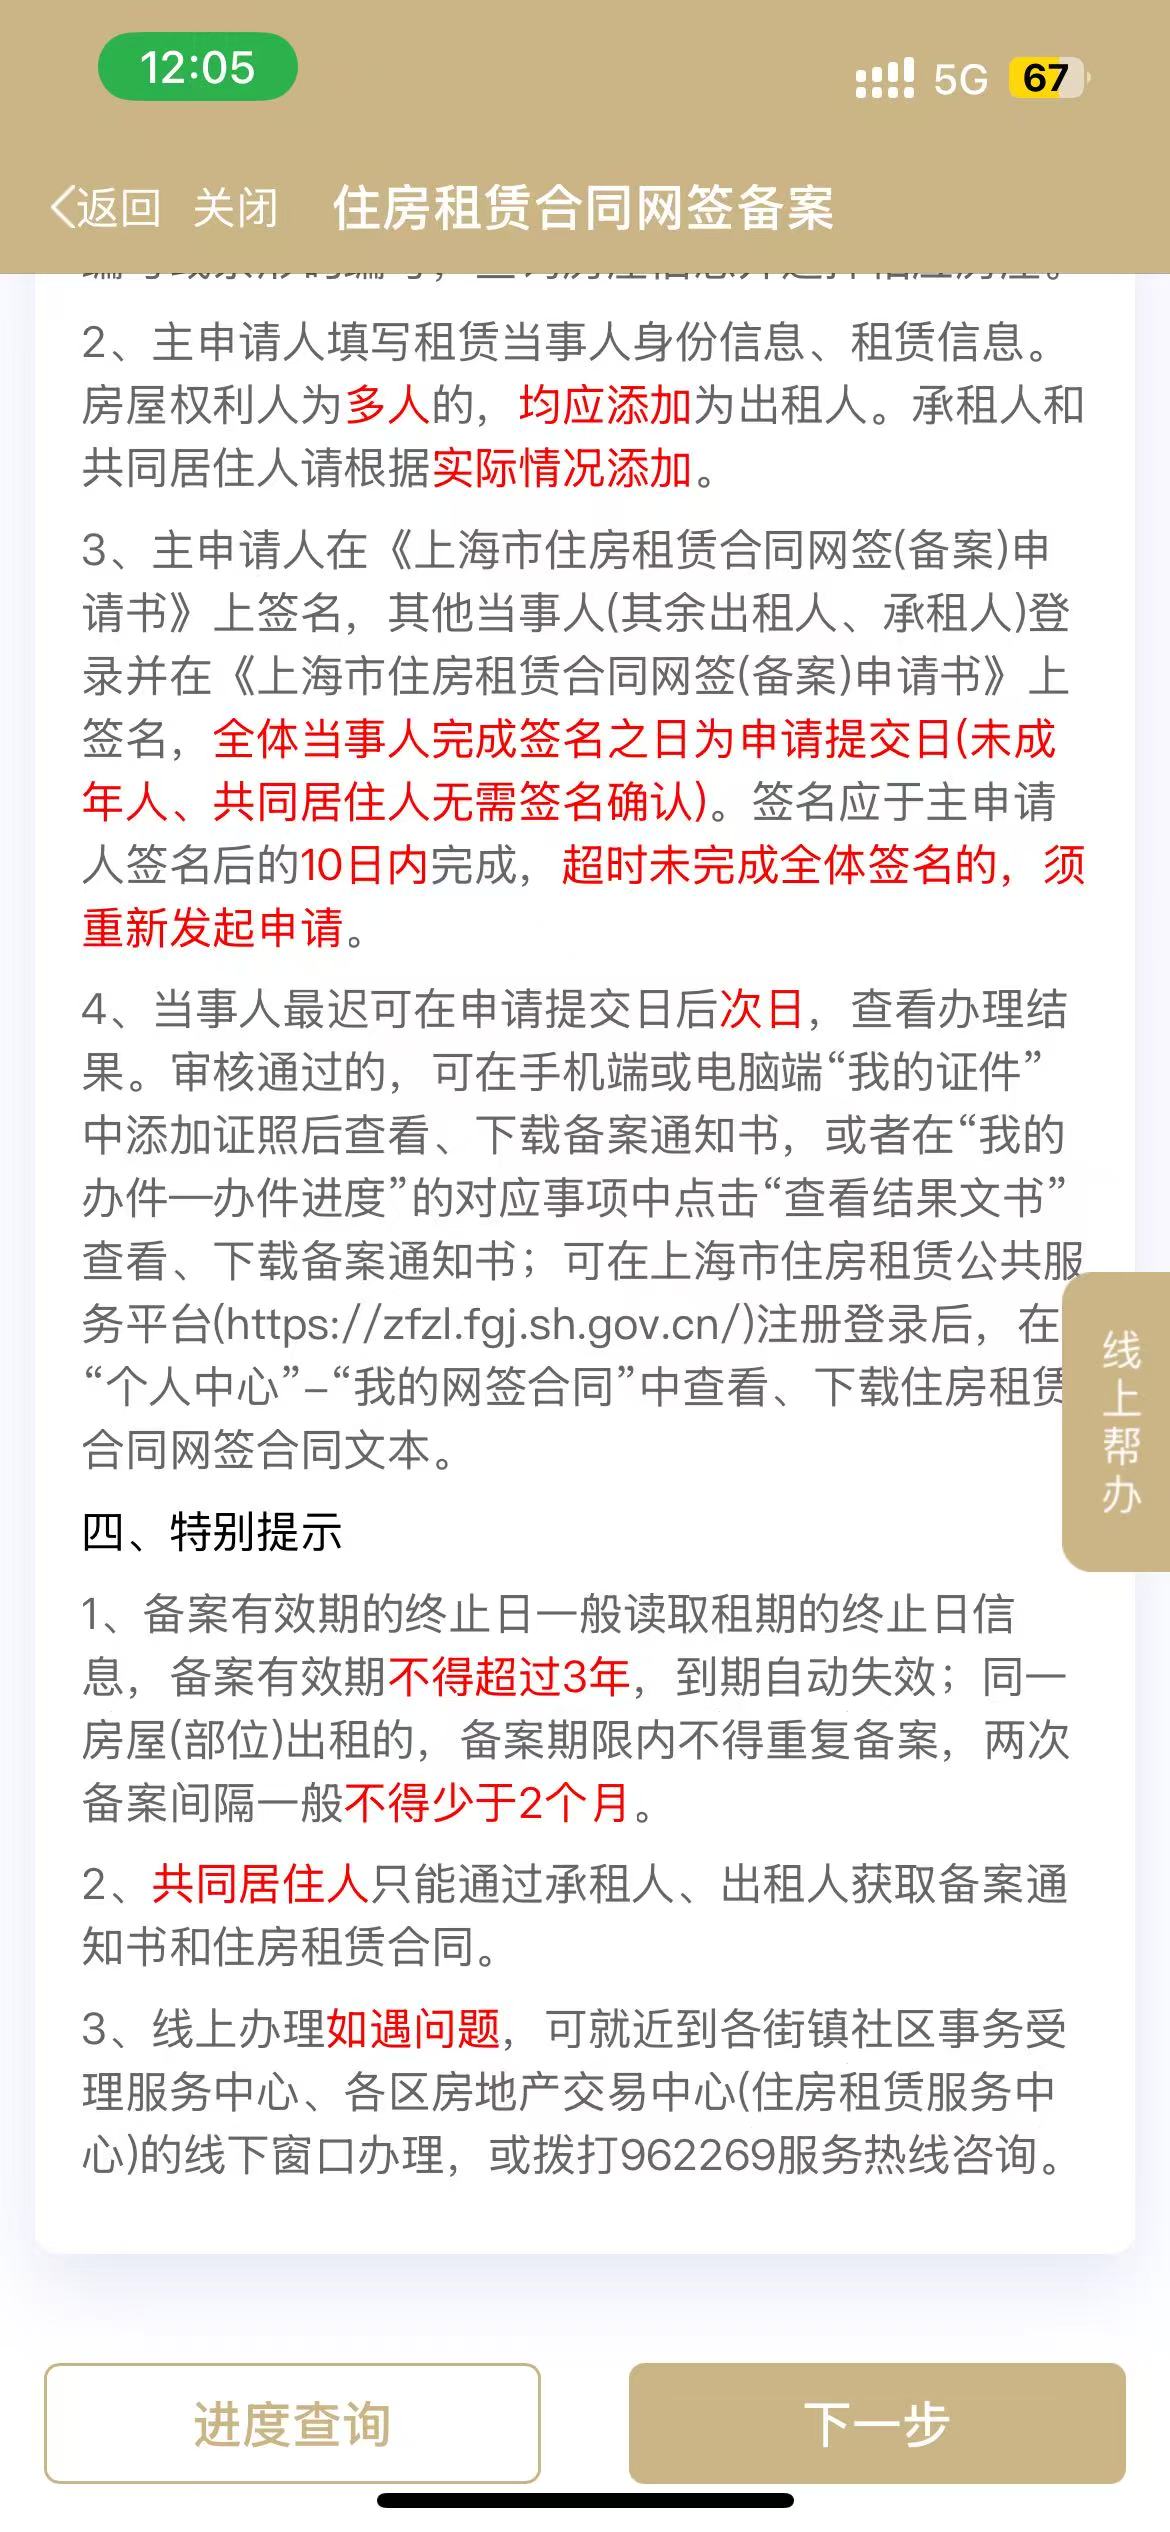 12:05
5G
67
返回 关闭 住房租赁合同网签备案
2、主申请人填写租赁当事人身份信息、租赁信息。
房屋权利人为多人的，均应添加为出租人。承租人和
共同居住人请根据实际情况添加。
3、主申请人在《上海市住房租赁合同网签(备案)申
请书》上签名，其他当事人(其余出租人、承租人)登
录并在《上海市住房租赁合同网签(备案)申请书》上
签名，全体当事人完成签名之日为申请提交日(未成
年人、共同居住人无需签名确认)。签名应于主申请
人签名后的10日内完成，超时未完成全体签名的，须
重新发起申请。
4、当事人最迟可在申请提交日后次日，查看办理结
果。审核通过的，可在手机端或电脑端“我的证件”
中添加证照后查看、下载备案通知书，或者在“我的
办件—办件进度”的对应事项中点击“查看结果文书”
查看、下载备案通知书；可在上海市住房租赁公共服
务平台(https://zfzl.fgj.sh.gov.cn/)注册登录后，在
“个人中心”–“我的网签合同”中查看、下载住房租赁
合同网签合同文本。
线上帮办
四、特别提示
1、备案有效期的终止日一般读取租期的终止日信
息，备案有效期不得超过3年，到期自动失效；同一
房屋(部位)出租的，备案期限内不得重复备案，两次
备案间隔一般不得少于2个月。
2、共同居住人只能通过承租人、出租人获取备案通
知书和住房租赁合同。
3、线上办理如遇问题，可就近到各街镇社区事务受
理服务中心、各区房地产交易中心(住房租赁服务中
心)的线下窗口办理，或拨打962269服务热线咨询。
进度查询
下一步